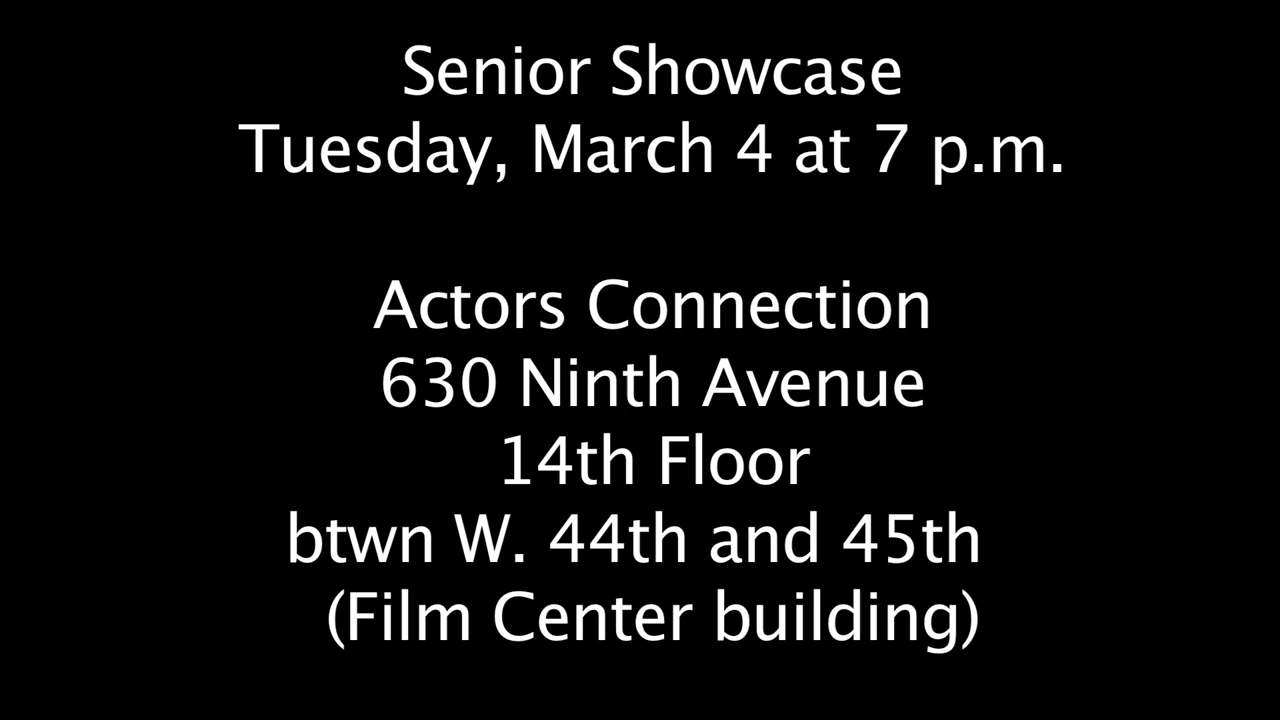 Senior Showcase
Tuesday, March 4 at 7 p.m.
Actors Connection
630 Ninth Avenue
14th Floor
btwn W. 44th and 45th
(Film Center building)